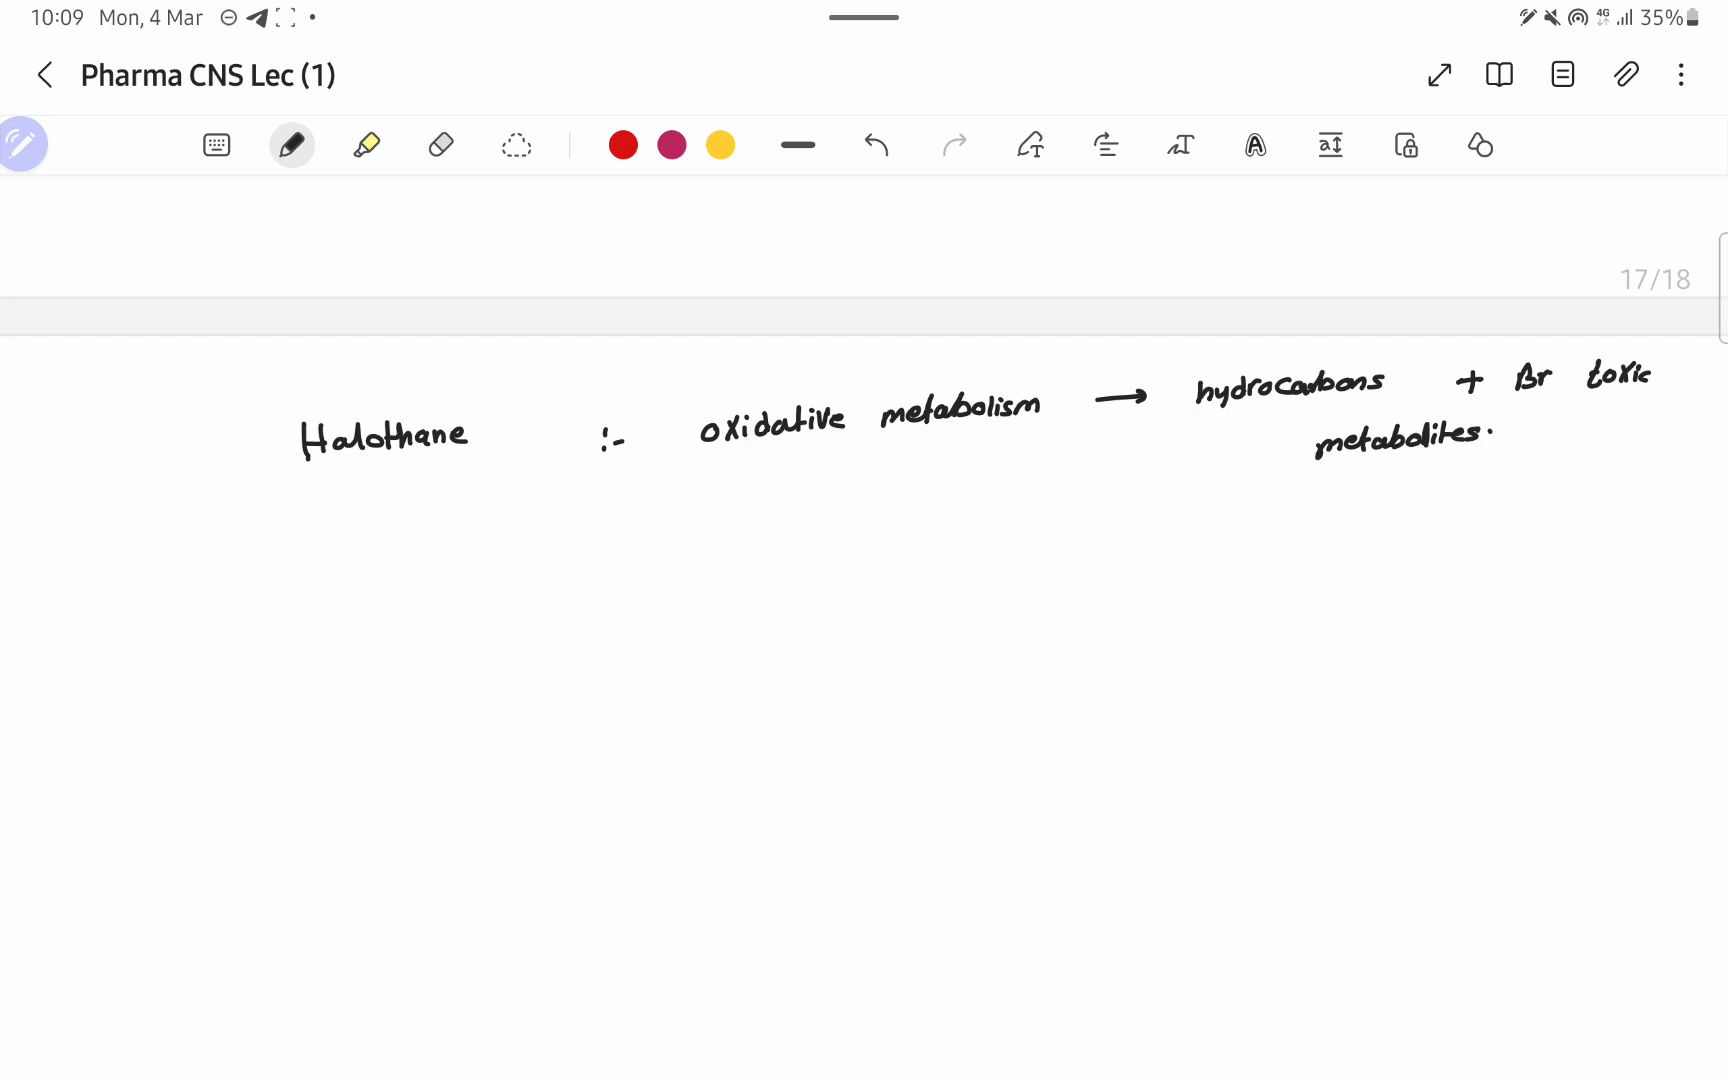 10:09 Mon, 4 Mar
4G 35%
Pharma CNS Lec (1)
17/18
Halothane :- oxidative metabolism → hydrocarbons + Br toxic
metabolites.